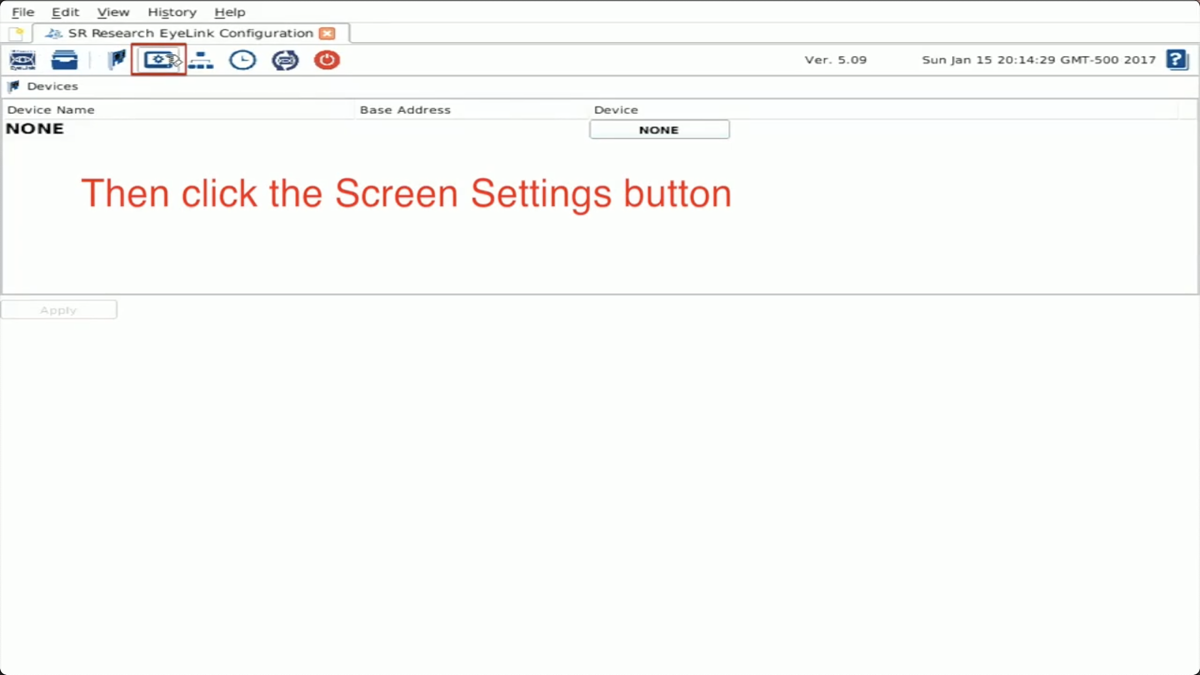 File Edit View History Help
SR Research EyeLink Configuration
Ver. 5.09 Sun Jan 15 20:14:29 GMT-500 2017
Devices
Device Name Base Address Device
NONE NONE
Then click the Screen Settings button
Apply